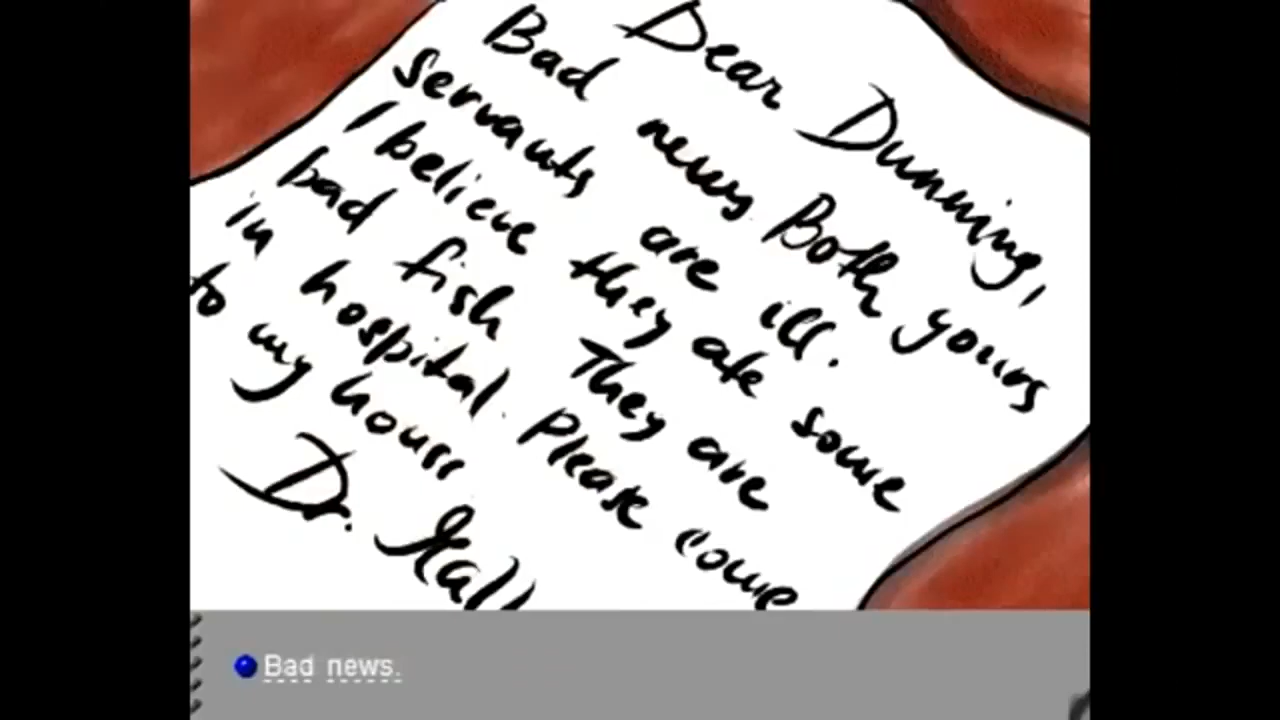 Dear Dunning,
Bad news. Both yours
servants are ill.
I believe they ate some
bad fish They are
in hospital. Please come
to my house
Dr. Hall
Bad news.